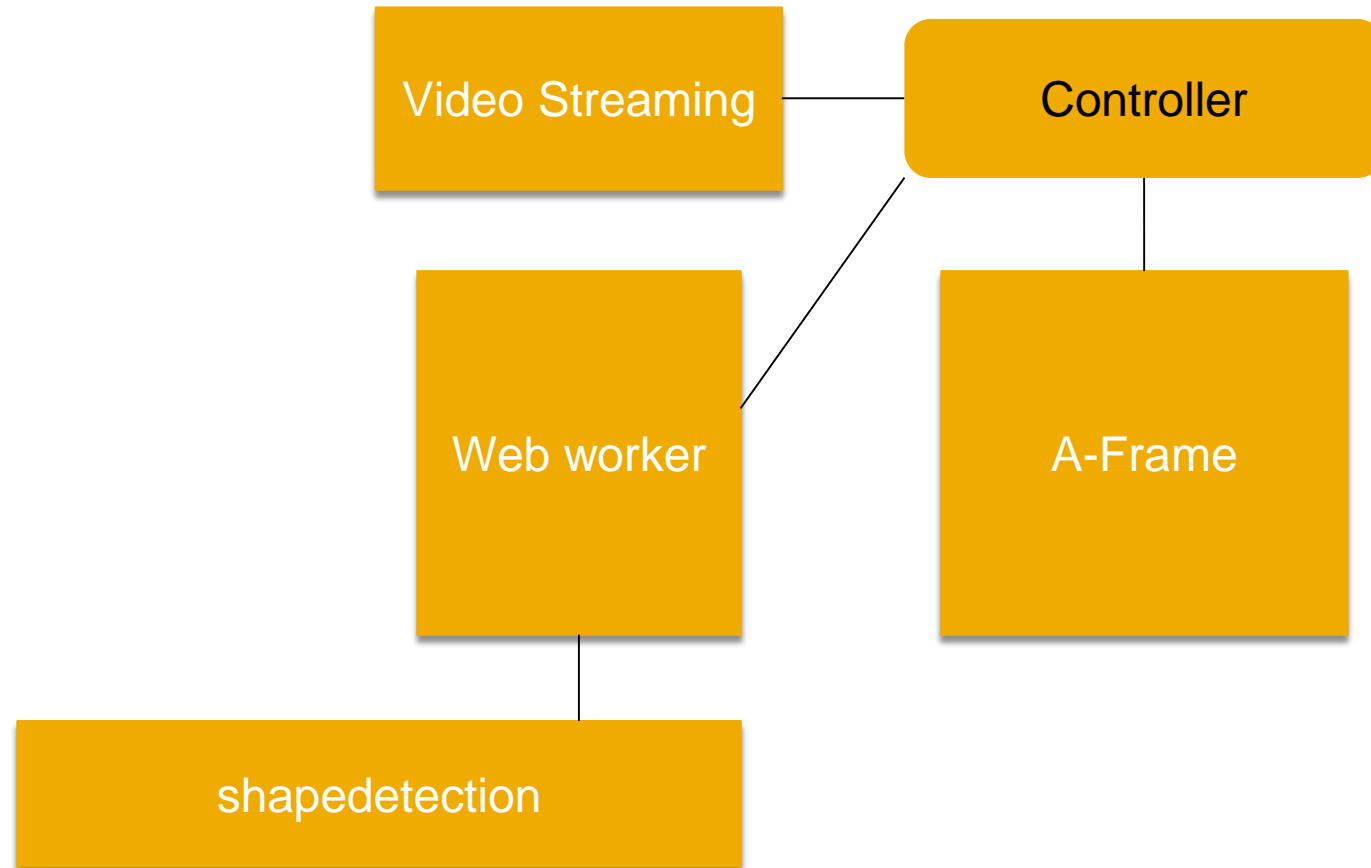 Video Streaming
Controller
Web worker
A-Frame
shapedetection